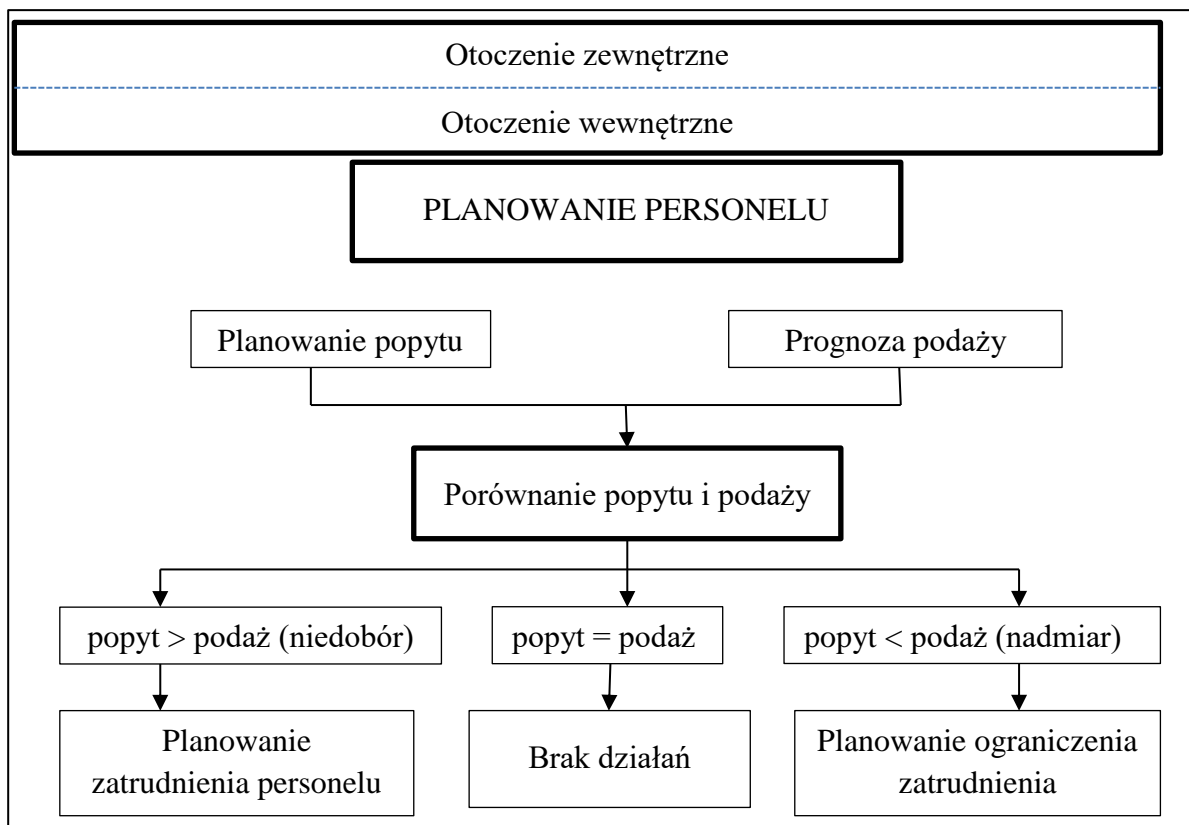 Otoczenie zewnętrzne
Otoczenie wewnętrzne
PLANOWANIE PERSONELU
Planowanie popytu
Prognoza podaży
Porównanie popytu i podaży
popyt > podaż (niedobór)
popyt = podaż
popyt < podaż (nadmiar)
Planowanie
zatrudnienia personelu
Brak działań
Planowanie ograniczenia
zatrudnienia